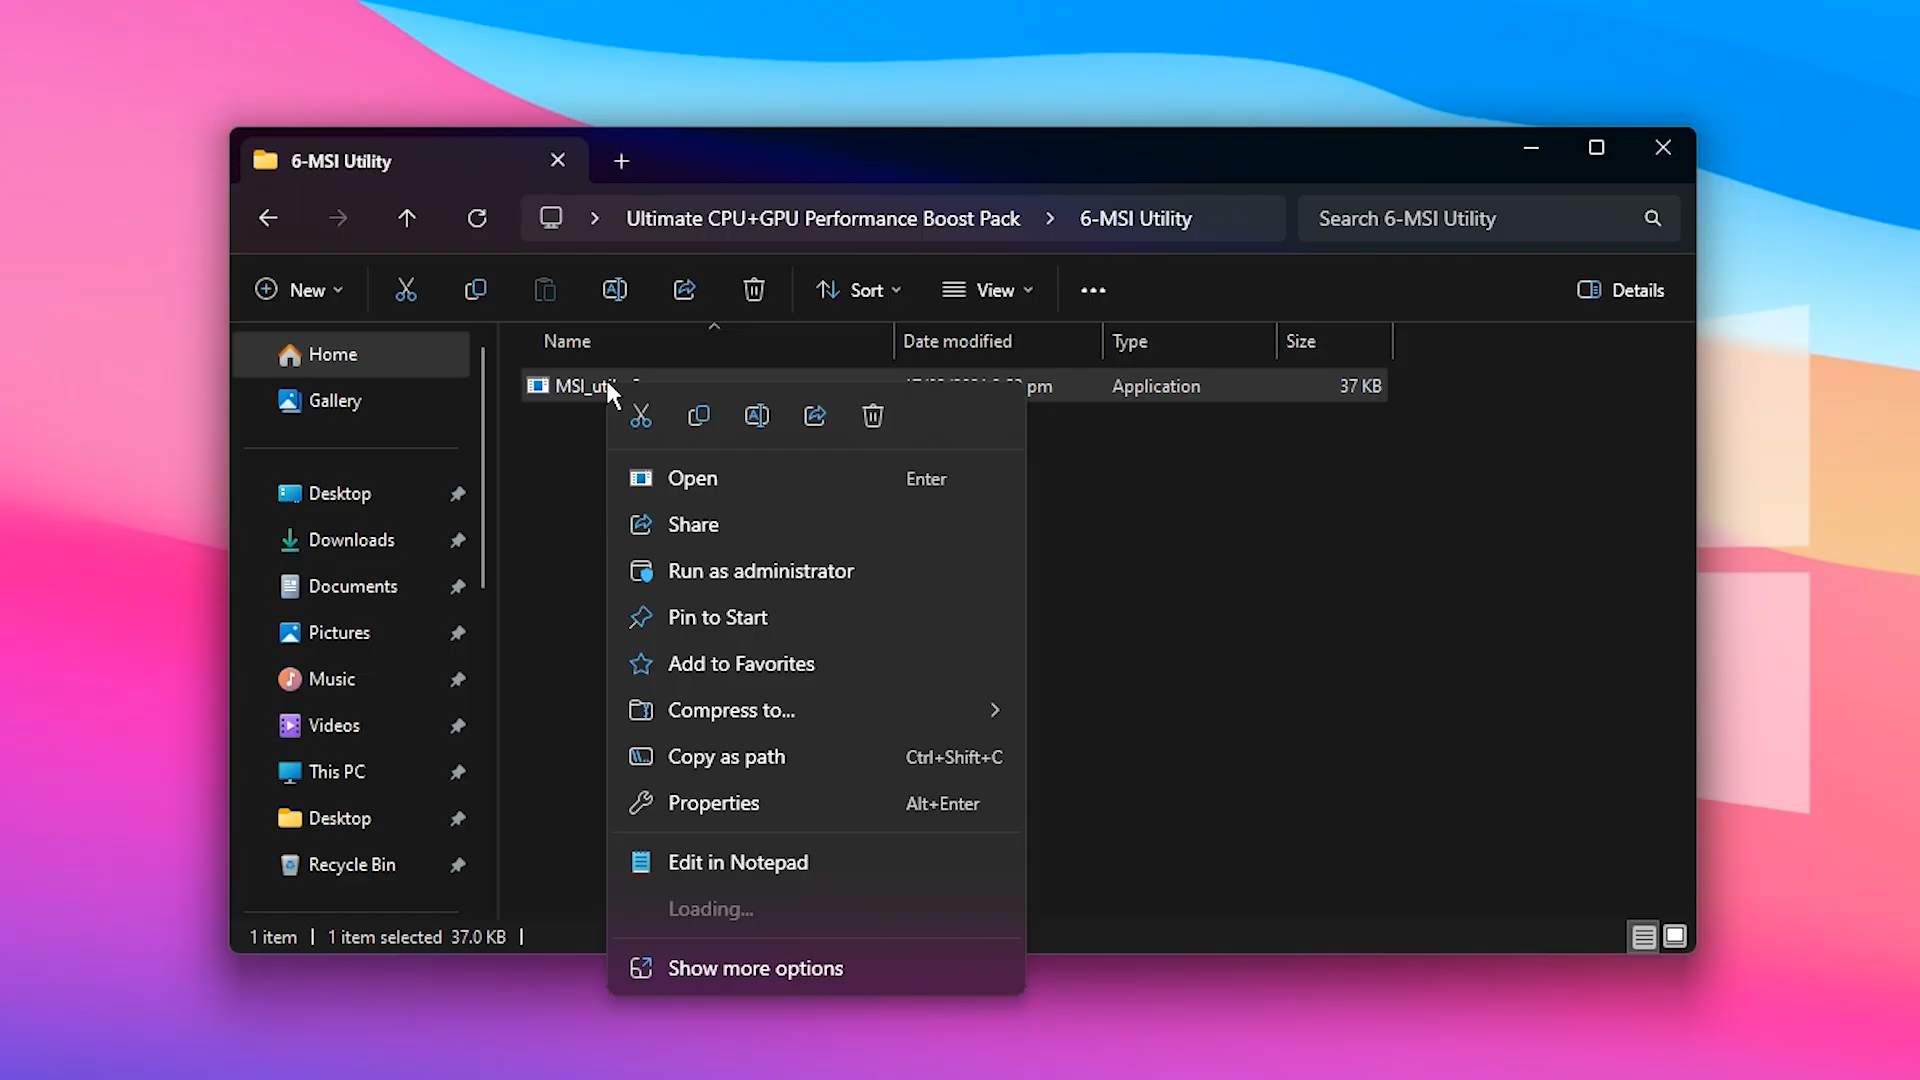 6-MSI Utility
Ultimate CPU+GPU Performance Boost Pack > 6-MSI Utility
Search 6-MSI Utility
New
Sort
View
Details
Name
Date modified
Type
Size
pm
Application
37 KB
Home
Gallery
Desktop
Downloads
Documents
Pictures
Music
Videos
This PC
Desktop
Recycle Bin
Open Enter
Share
Run as administrator
Pin to Start
Add to Favorites
Compress to...
Copy as path Ctrl+Shift+C
Properties Alt+Enter
Edit in Notepad
Loading...
Show more options
1 item | 1 item selected 37.0 KB |